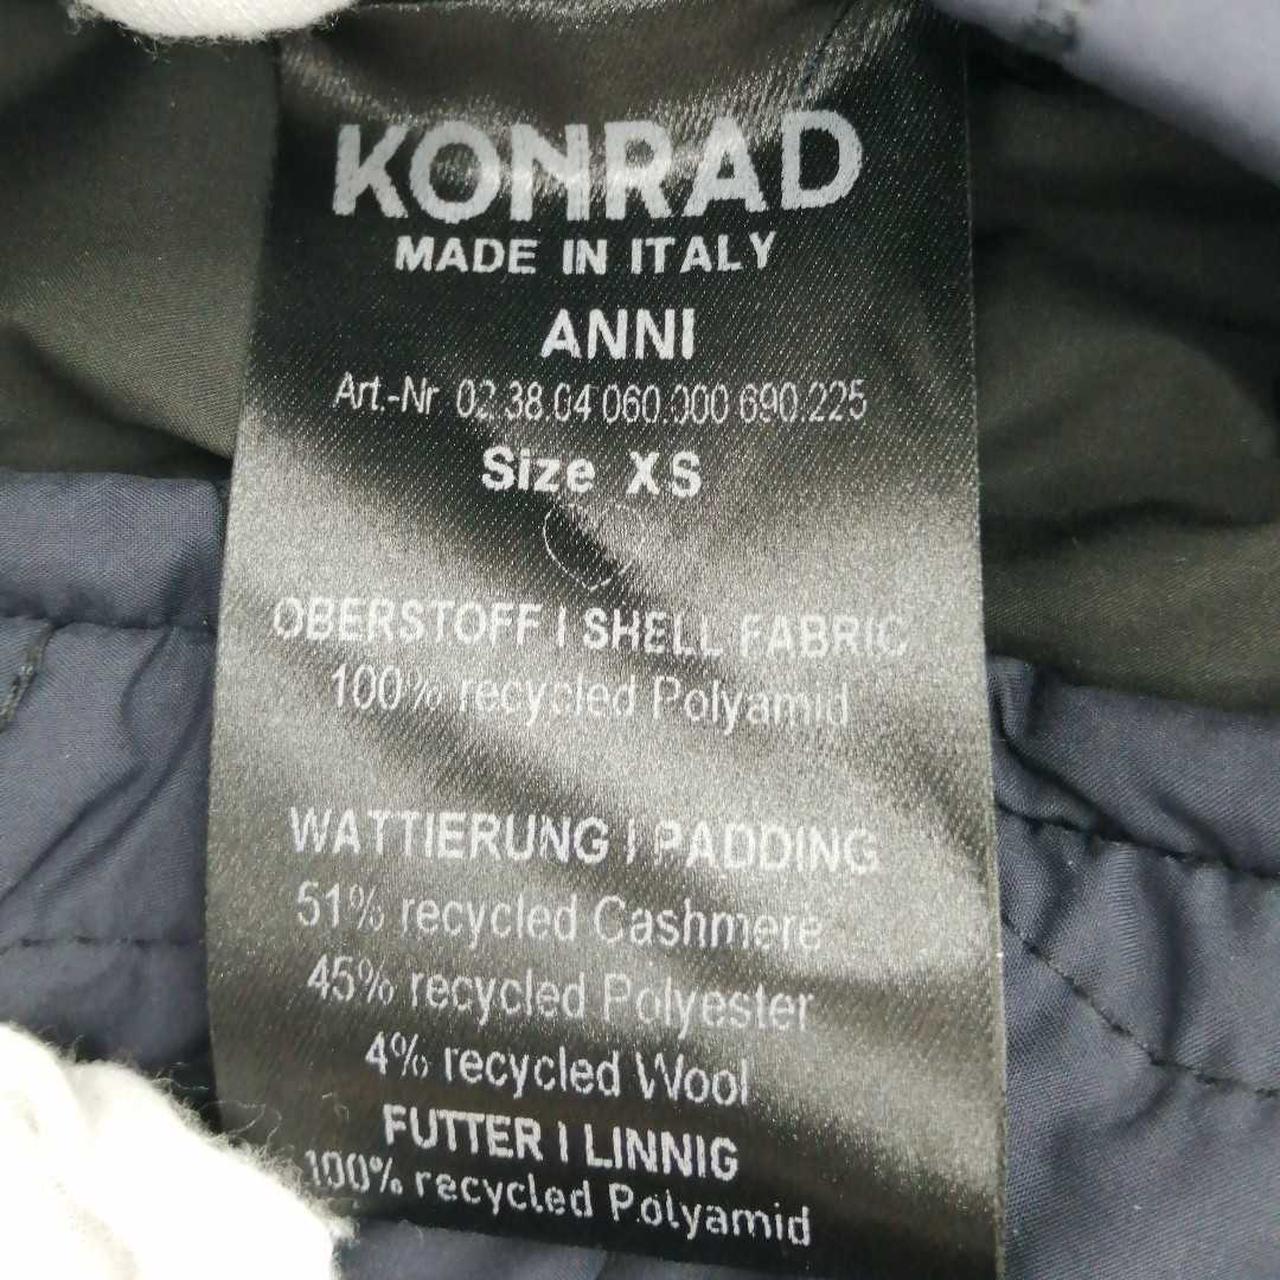 KONRAD
MADE IN ITALY
ANNI
Art.-Nr 02.38.04.060.000.690.225
Size XS
OBERSTOFF | SHELL FABRIC
100% recycled Polyamid
WATTIERUNG | PADDING
51% recycled Cashmere
45% recycled Polyester
4% recycled Wool
FUTTER | LINNIG
100% recycled Polyamid